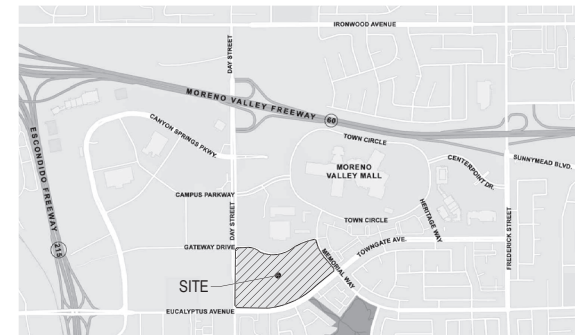 IRONWOOD AVENUE
DAY STREET
MORENO VALLEY FREEWAY
60
CANYON SPRINGS PKWY.
TOWN CIRCLE
ESCONDIDO FREEWAY
215
MORENO
VALLEY MALL
CENTERPOINT DR.
SUNNYMEAD BLVD.
CAMPUS PARKWAY
HERITAGE WAY
FREDERICK STREET
DAY STREET
TOWN CIRCLE
GATEWAY DRIVE
MEMORIAL WAY
TOWNGATE AVE.
SITE
EUCALYPTUS AVENUE